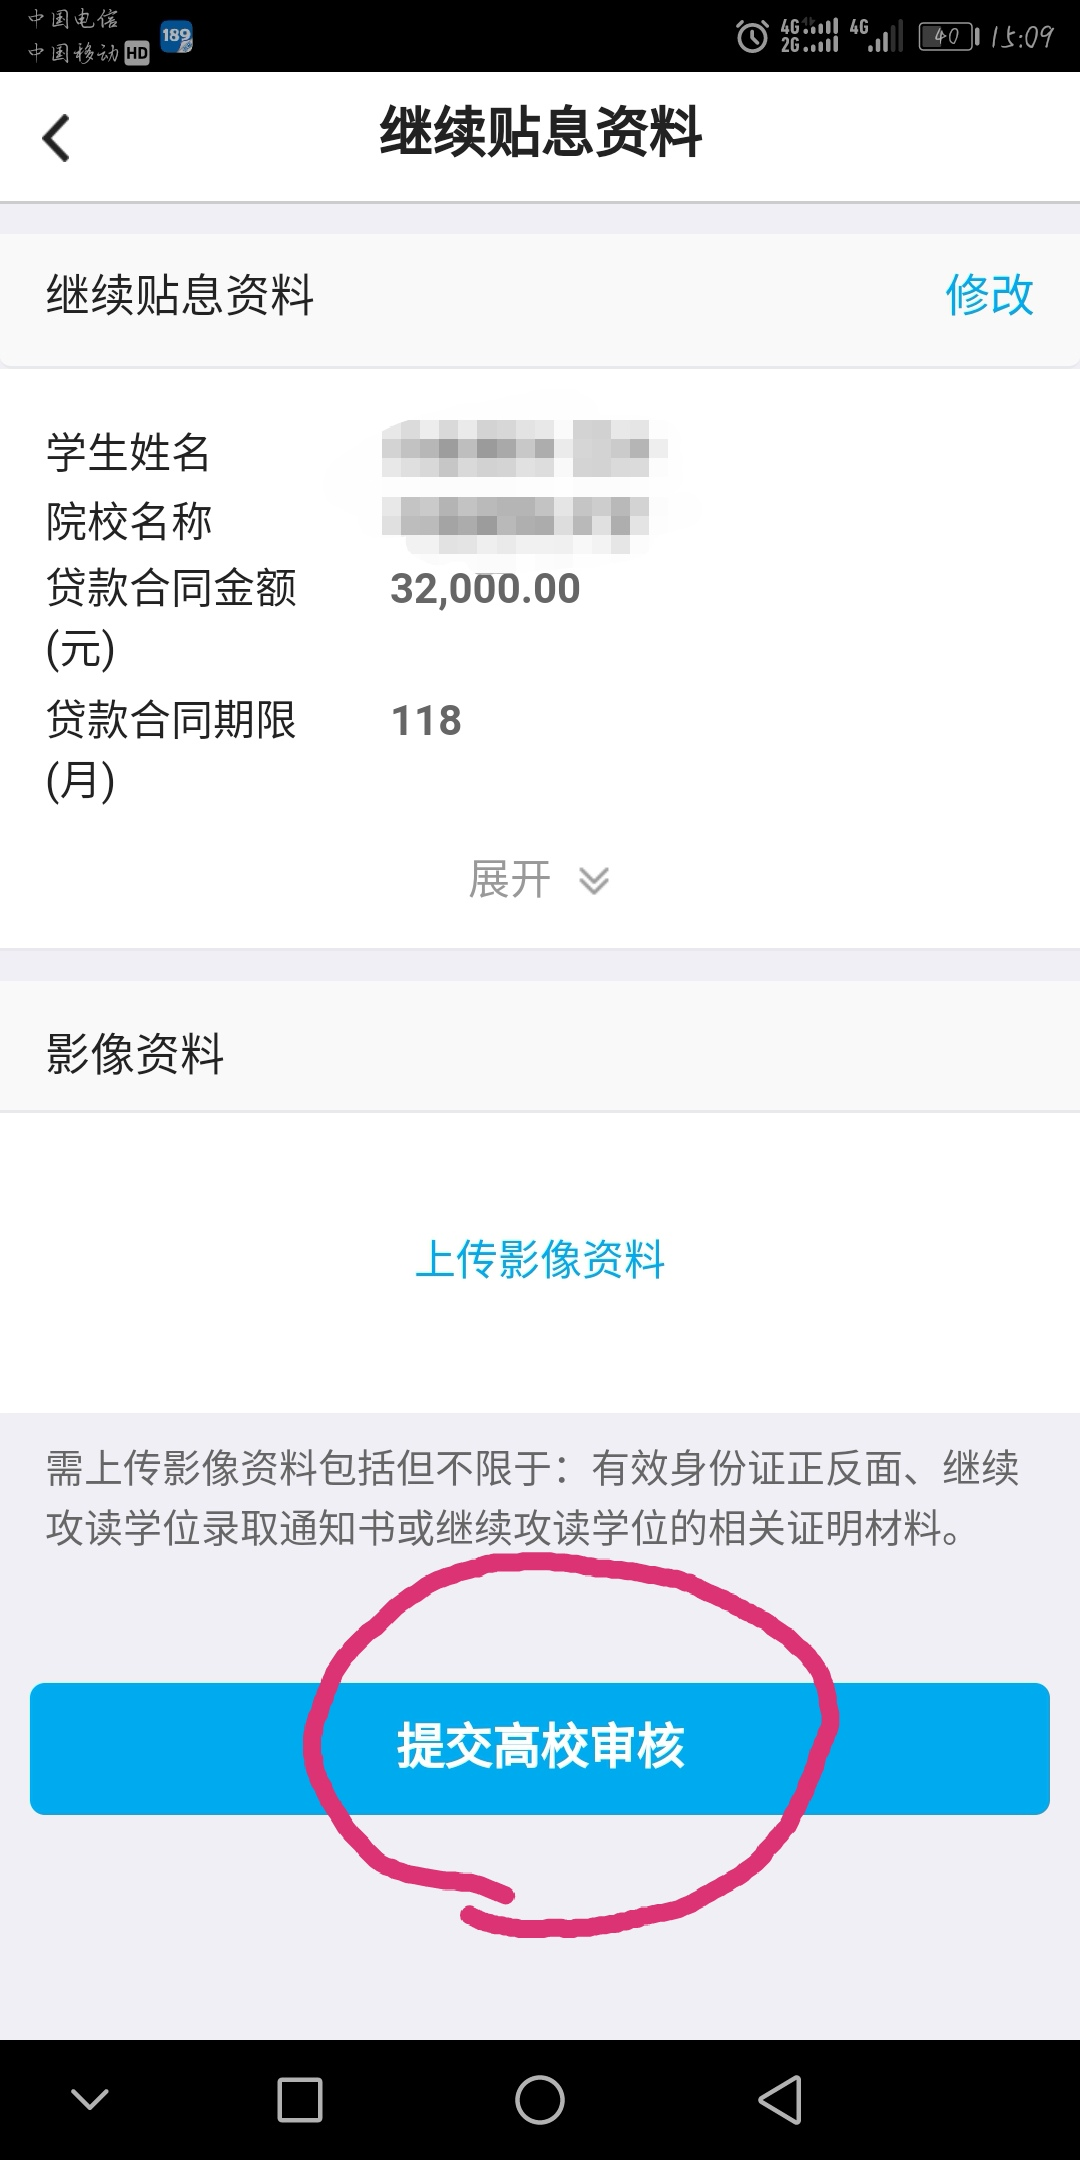 中国电信
中国移动 HD
189
4G
2G
4G
40
15:09
继续贴息资料
继续贴息资料 修改
学生姓名
院校名称
贷款合同金额 32,000.00
(元)
贷款合同期限 118
(月)
展开
影像资料
上传影像资料
需上传影像资料包括但不限于：有效身份证正反面、继续
攻读学位录取通知书或继续攻读学位的相关证明材料。
提交高校审核